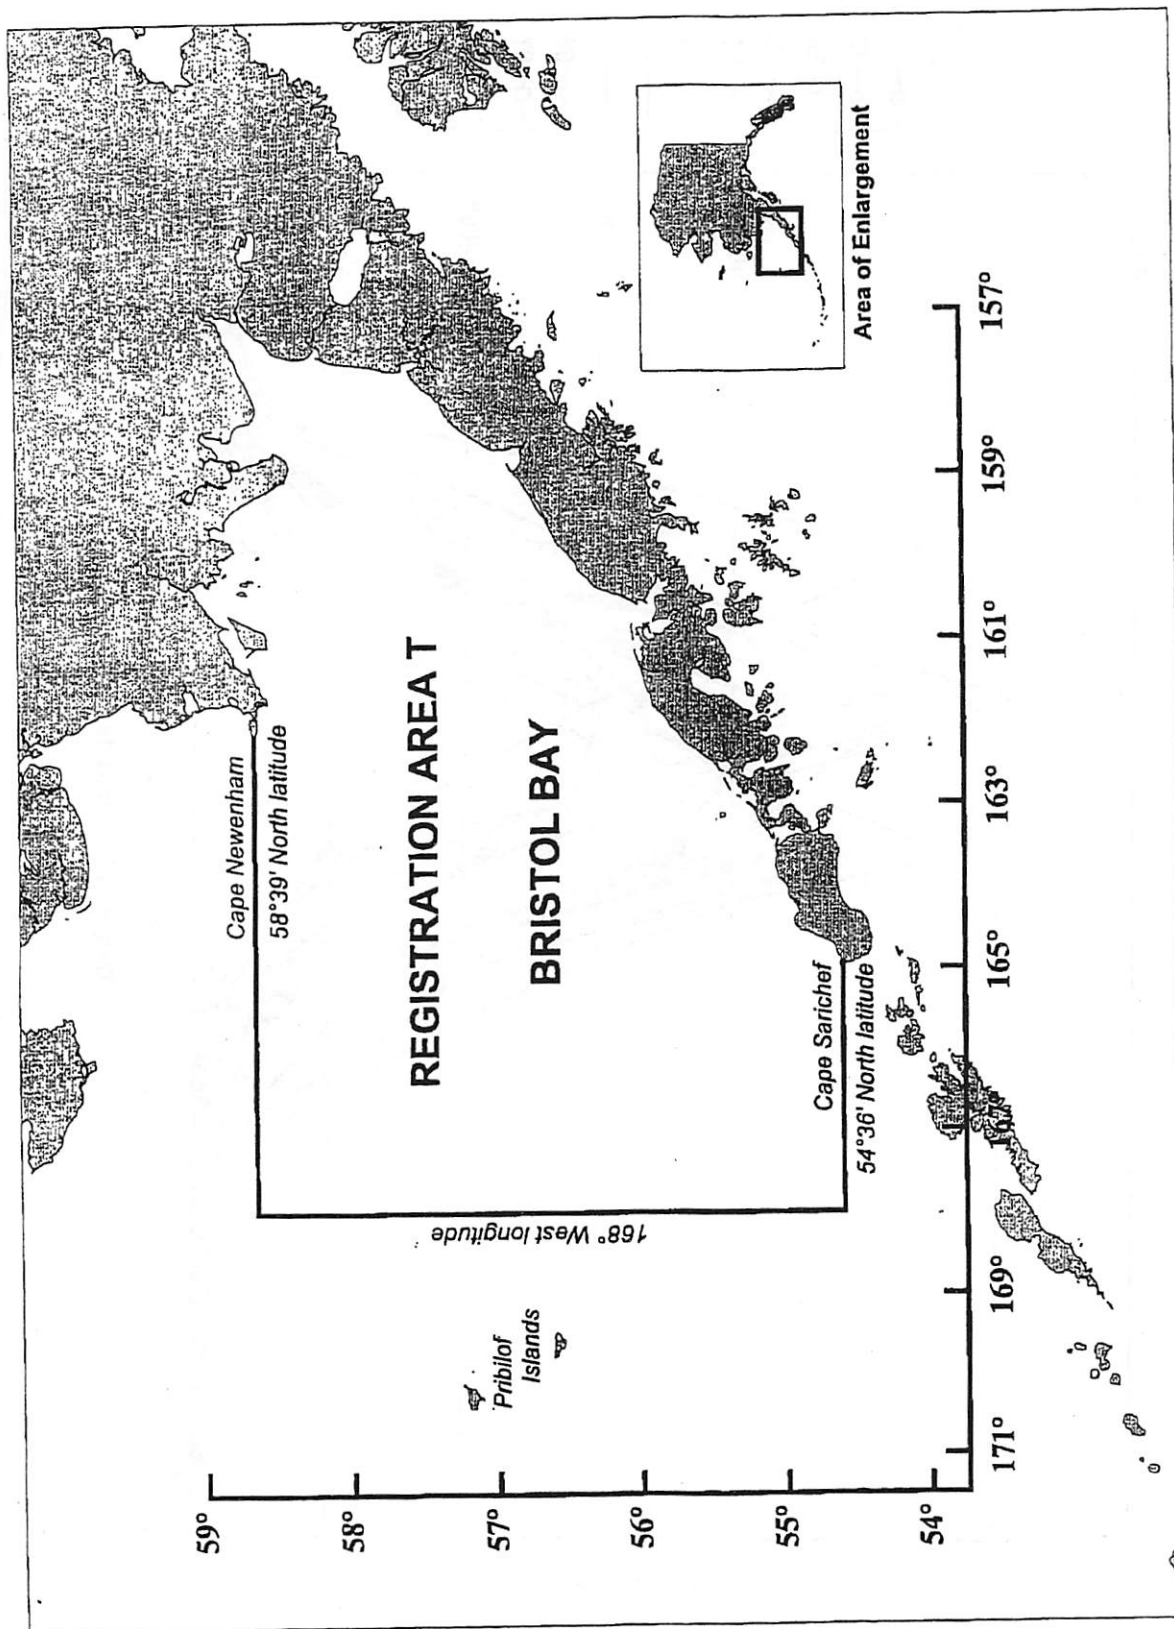 Cape Newenham
58°39' North latitude
REGISTRATION AREA T
BRISTOL BAY
168° West longitude
Pribilof
Islands
Cape Sarichef
54°36' North latitude
Area of Enlargement
59°
58°
57°
56°
55°
54°
171°
169°
167°
165°
163°
161°
159°
157°